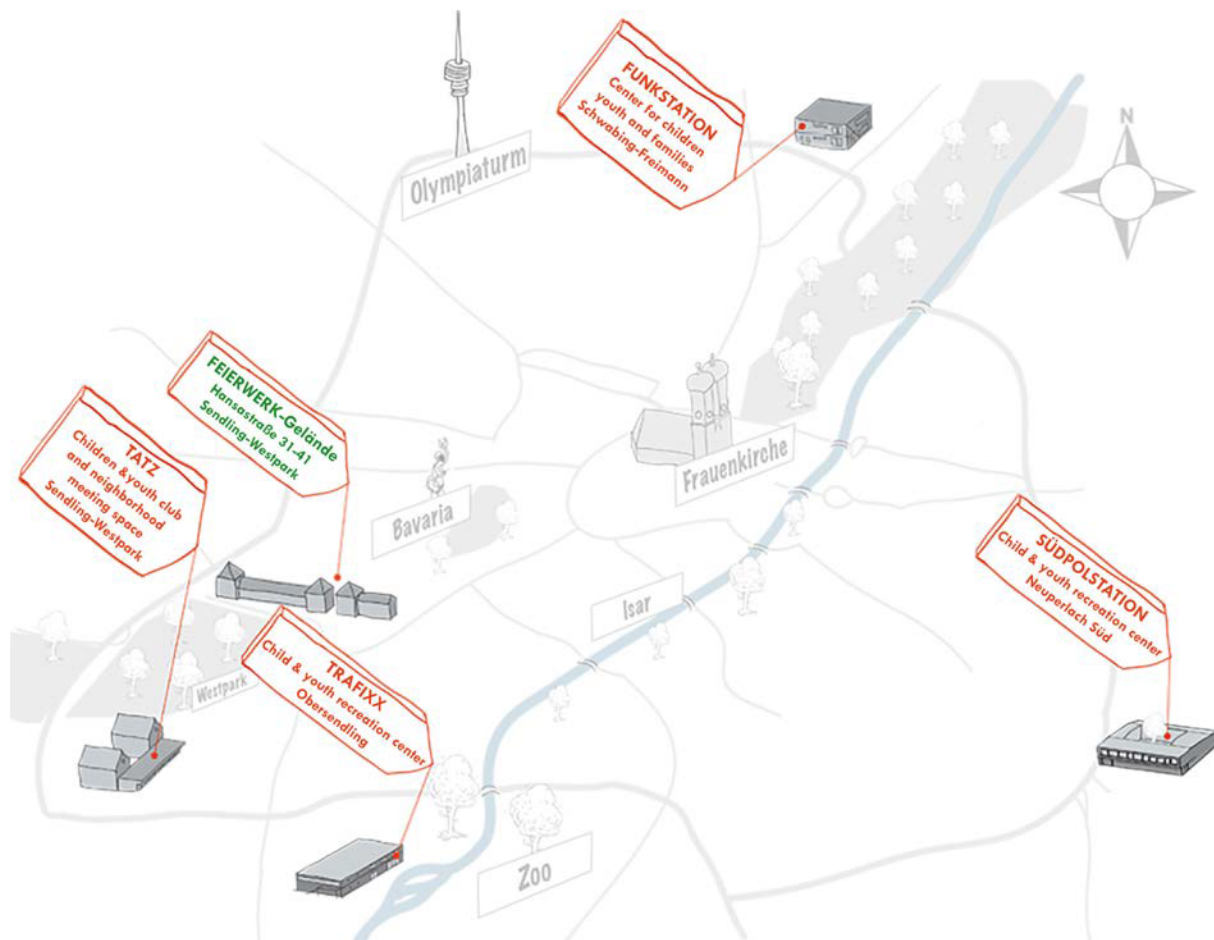 FUNKSTATION
Center for children
youth and families
Schwabing-Freimann
N
Olympiaturm
FEIERWERK-Gelände
Hansastraße 31-41
Sendling-Westpark
TATZ
Children & youth club
and neighborhood
meeting space
Sendling-Westpark
Bavaria
Frauenkirche
SÜDPOLSTATION
Child & youth recreation center
Neuperlach Süd
Isar
TRAFIXX
Child & youth recreation center
Obersendling
Westpark
Zoo